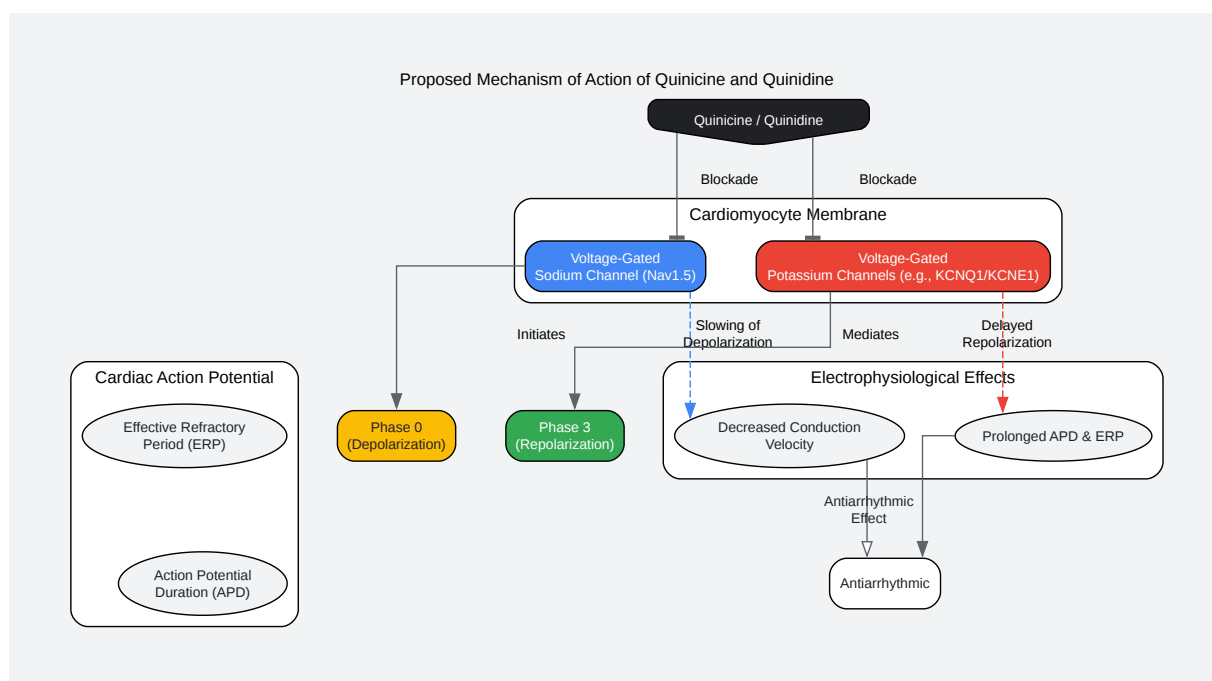 Proposed Mechanism of Action of Quinicine and Quinidine
Quinicine / Quinidine
Blockade
Blockade
Cardiomyocyte Membrane
Voltage-Gated
Sodium Channel (Nav1.5)
Voltage-Gated
Potassium Channels (e.g., KCNQ1/KCNE1)
Initiates
Slowing of
Depolarization
Mediates
Delayed
Repolarization
Cardiac Action Potential
Effective Refractory
Period (ERP)
Action Potential
Duration (APD)
Phase 0
(Depolarization)
Phase 3
(Repolarization)
Electrophysiological Effects
Decreased Conduction
Velocity
Prolonged APD & ERP
Antiarrhythmic
Effect
Antiarrhythmic